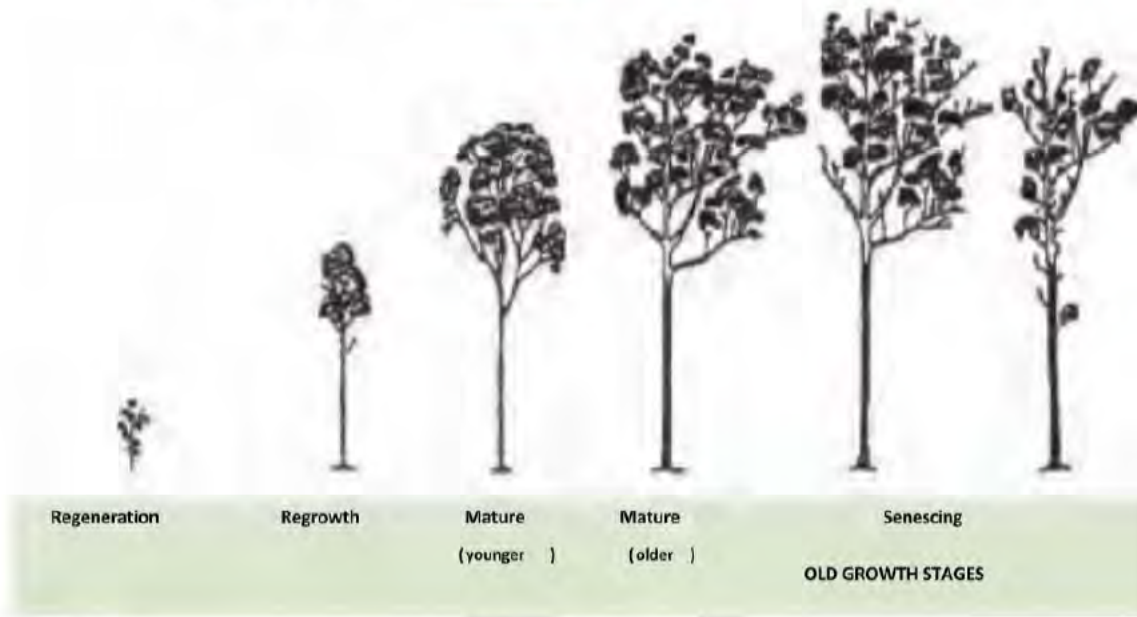 Regeneration Regrowth Mature Mature Senescing
(younger ) (older )
OLD GROWTH STAGES